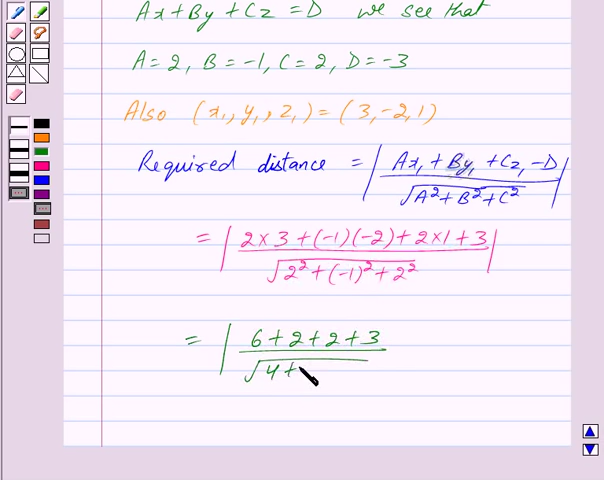 Ax + By + Cz = D we see that
A = 2, B = -1, C = 2, D = -3
Also (x₁, y₁, z₁) = (3, -2, 1)
Required distance = | Ax₁ + By₁ + Cz₁ - D / √A² + B² + C² |
= | 2 × 3 + (-1)(-2) + 2 × 1 + 3 / √2² + (-1)² + 2² |
= | 6 + 2 + 2 + 3 / √4 +